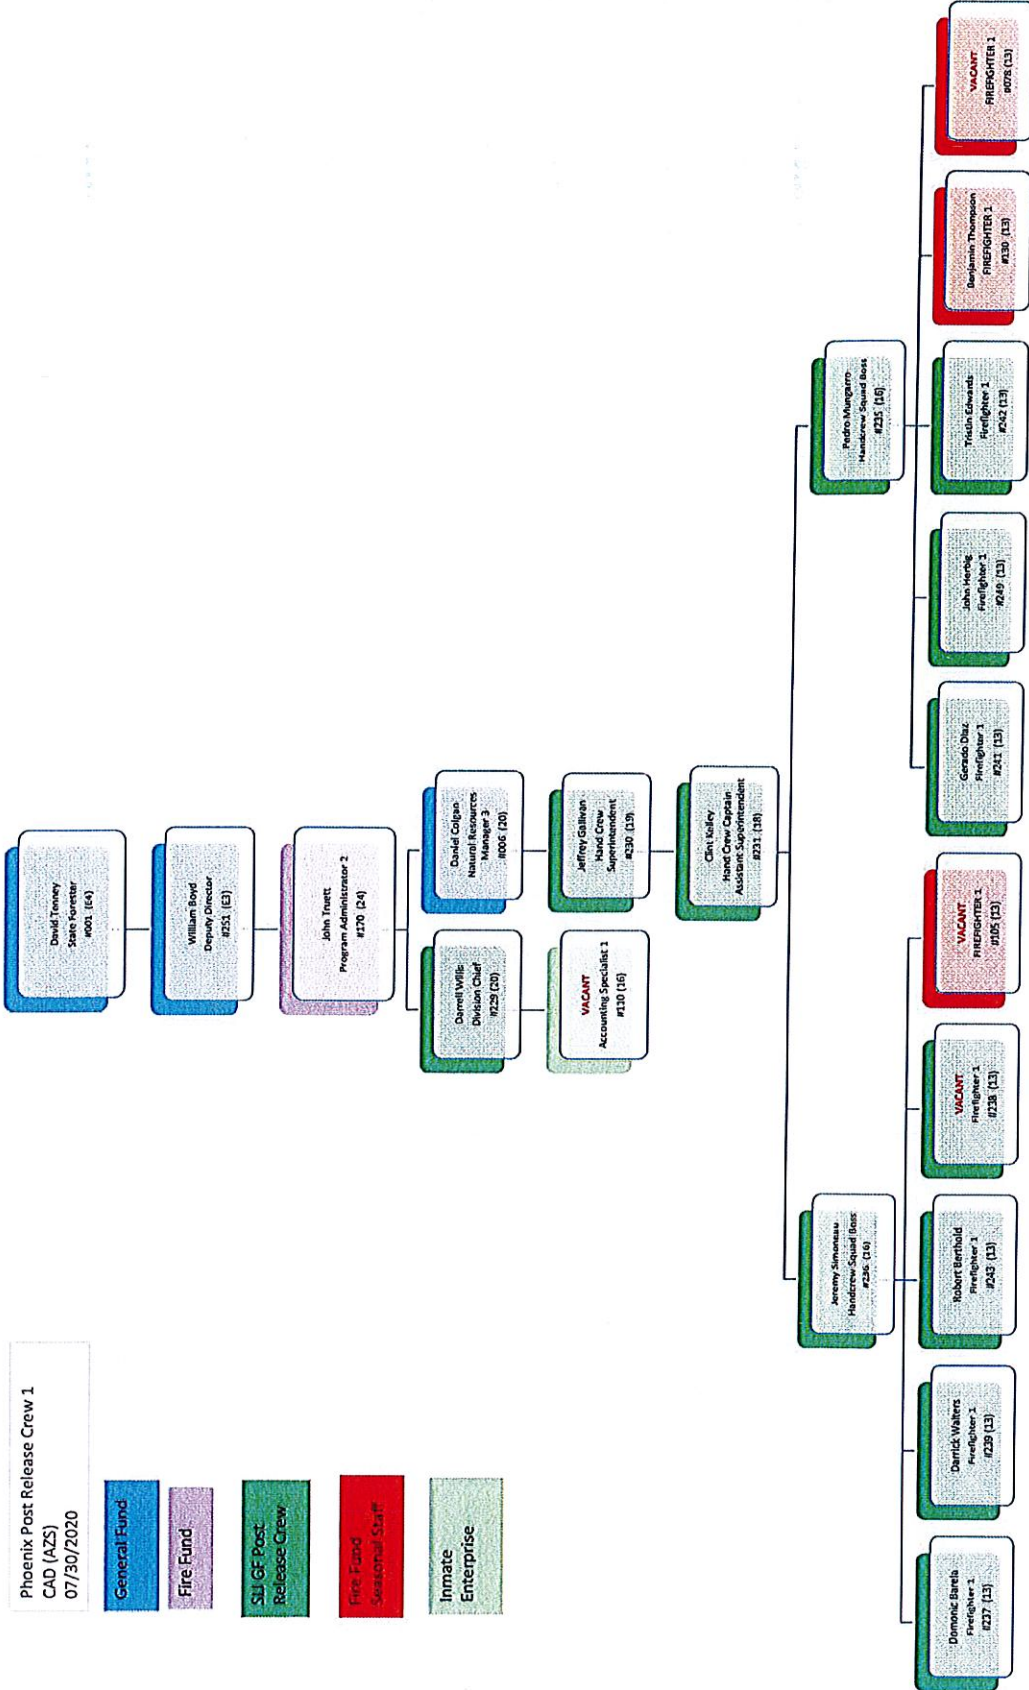 Phoenix Post Release Crew 1
CAD (AZS)
07/30/2020
General Fund
Fire Fund
SLI GF Post
Release Crew
Fire Fund
Seasonal Staff
Inmate
Enterprise
David Tenney
State Forester
#001 (E4)
William Boyd
Deputy Director
#251 (E3)
John Truett
Program Administrator 2
#170 (24)
Darrell Willis
Division Chief
#229 (20)
Daniel Colgan
Natural Resources
Manager 3
#006 (20)
VACANT
Accounting Specialist 1
#110 (16)
Jeffrey Gallivan
Hand Crew
Superintendent
#230 (19)
Clint Kelley
Hand Crew Captain
Assistant Superintendent
#231 (18)
Jeremy Simoneau
Handcrew Squad Boss
#236 (16)
Pedro Mungarro
Handcrew Squad Boss
#235 (16)
Domonic Barela
Firefighter 1
#237 (13)
Darrick Walters
Firefighter 1
#239 (13)
Robert Berthold
Firefighter 1
#243 (13)
VACANT
Firefighter 1
#238 (13)
VACANT
FIREFIGHTER 1
#105 (13)
Gerado Diaz
Firefighter 1
#241 (13)
John Herbig
Firefighter 1
#249 (13)
Tristin Edwards
Firefighter 1
#242 (13)
Benjamin Thompson
FIREFIGHTER 1
#130 (13)
VACANT
FIREFIGHTER 1
#078 (13)